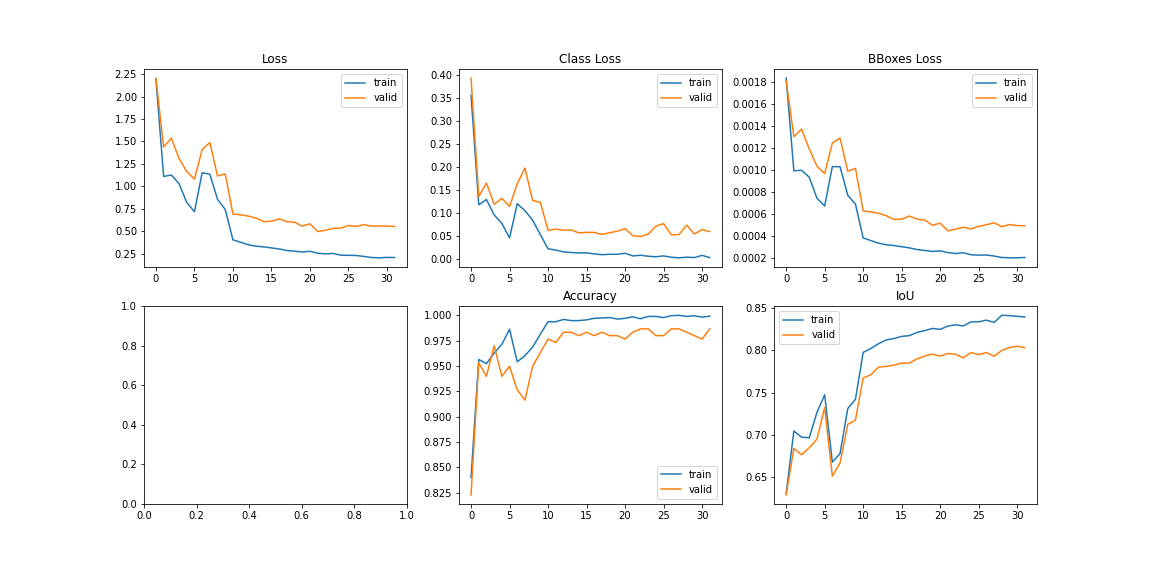 Loss
2.25
2.00
1.75
1.50
1.25
1.00
0.75
0.50
0.25
0 5 10 15 20 25 30
train
valid
Class Loss
0.40
0.35
0.30
0.25
0.20
0.15
0.10
0.05
0.00
0 5 10 15 20 25 30
train
valid
BBoxes Loss
0.0018
0.0016
0.0014
0.0012
0.0010
0.0008
0.0006
0.0004
0.0002
0 5 10 15 20 25 30
train
valid
1.0
0.8
0.6
0.4
0.2
0.0
0.0 0.2 0.4 0.6 0.8 1.0
Accuracy
1.000
0.975
0.950
0.925
0.900
0.875
0.850
0.825
0 5 10 15 20 25 30
train
valid
IoU
0.85
0.80
0.75
0.70
0.65
0 5 10 15 20 25 30
train
valid